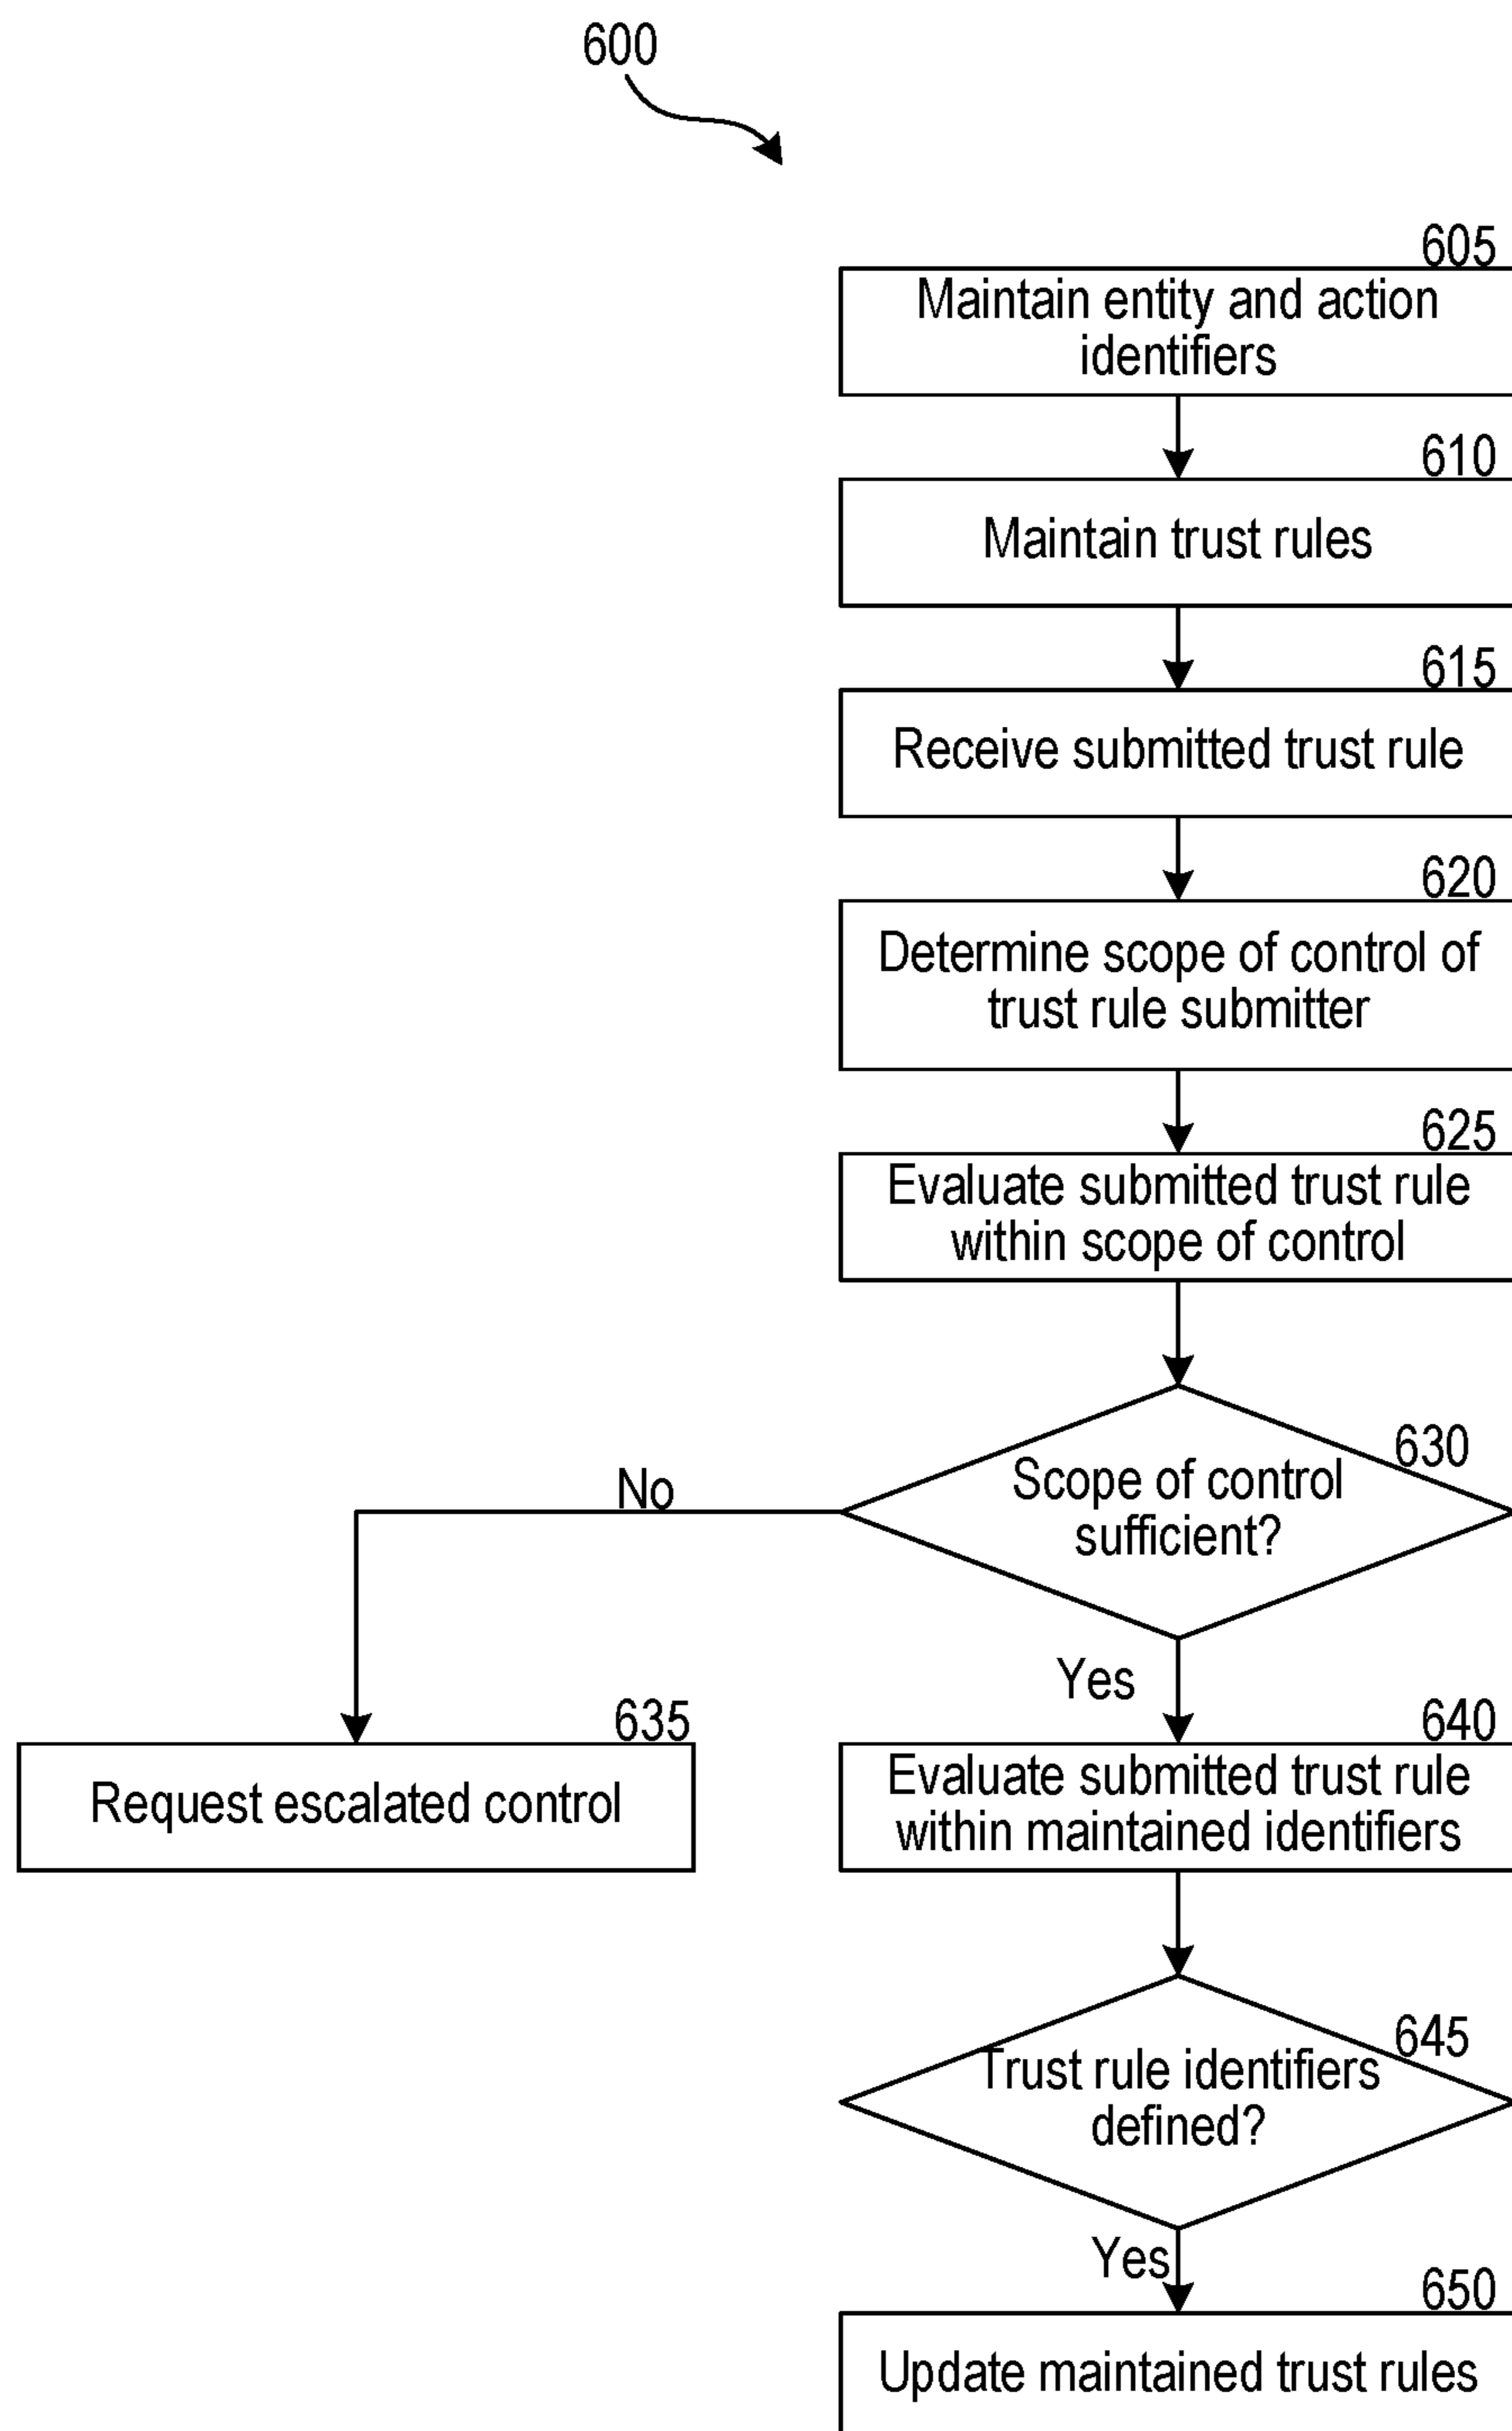 600
605
Maintain entity and action
identifiers
610
Maintain trust rules
615
Receive submitted trust rule
620
Determine scope of control of
trust rule submitter
625
Evaluate submitted trust rule
within scope of control
630
Scope of control
sufficient?
No
Yes
635
Request escalated control
640
Evaluate submitted trust rule
within maintained identifiers
645
Trust rule identifiers
defined?
Yes
650
Update maintained trust rules